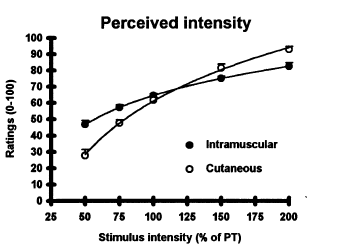 Perceived intensity
Ratings (0-100)
100
90
80
70
60
50
40
30
20
10
0
Intramuscular
Cutaneous
25 50 75 100 125 150 175 200
Stimulus intensity (% of PT)